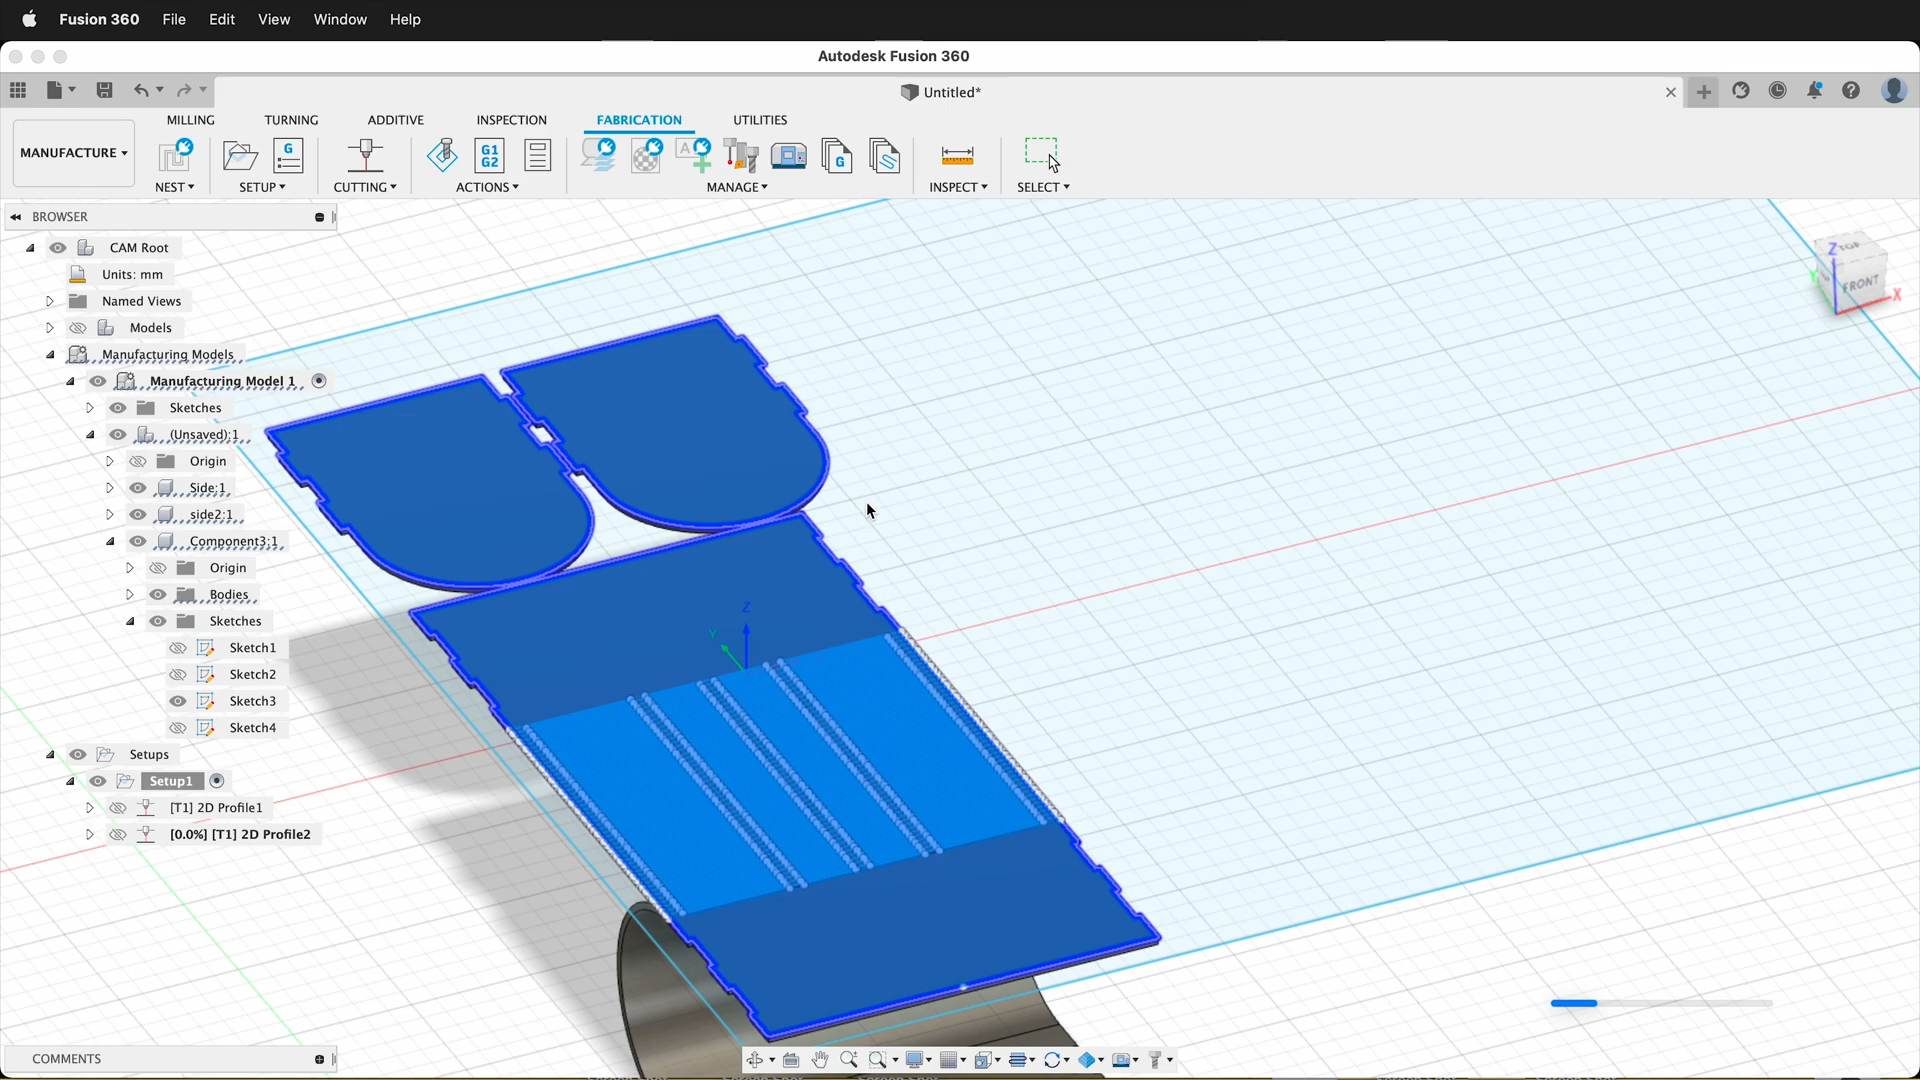 Fusion 360 File Edit View Window Help
Autodesk Fusion 360
Untitled*
MILLING TURNING ADDITIVE INSPECTION FABRICATION UTILITIES
MANUFACTURE
G
G1
G2
A
G
NEST SETUP CUTTING ACTIONS MANAGE INSPECT SELECT
BROWSER
CAM Root
Units: mm
Named Views
Models
Manufacturing Models
Manufacturing Model 1
Sketches
(Unsaved):1
Origin
Side:1
side2:1
Component3:1
Origin
Bodies
Sketches
Sketch1
Sketch2
Sketch3
Sketch4
Setups
Setup1
[T1] 2D Profile1
[0.0%] [T1] 2D Profile2
Z
TOP
Y
FRONT
X
Z
Y
COMMENTS